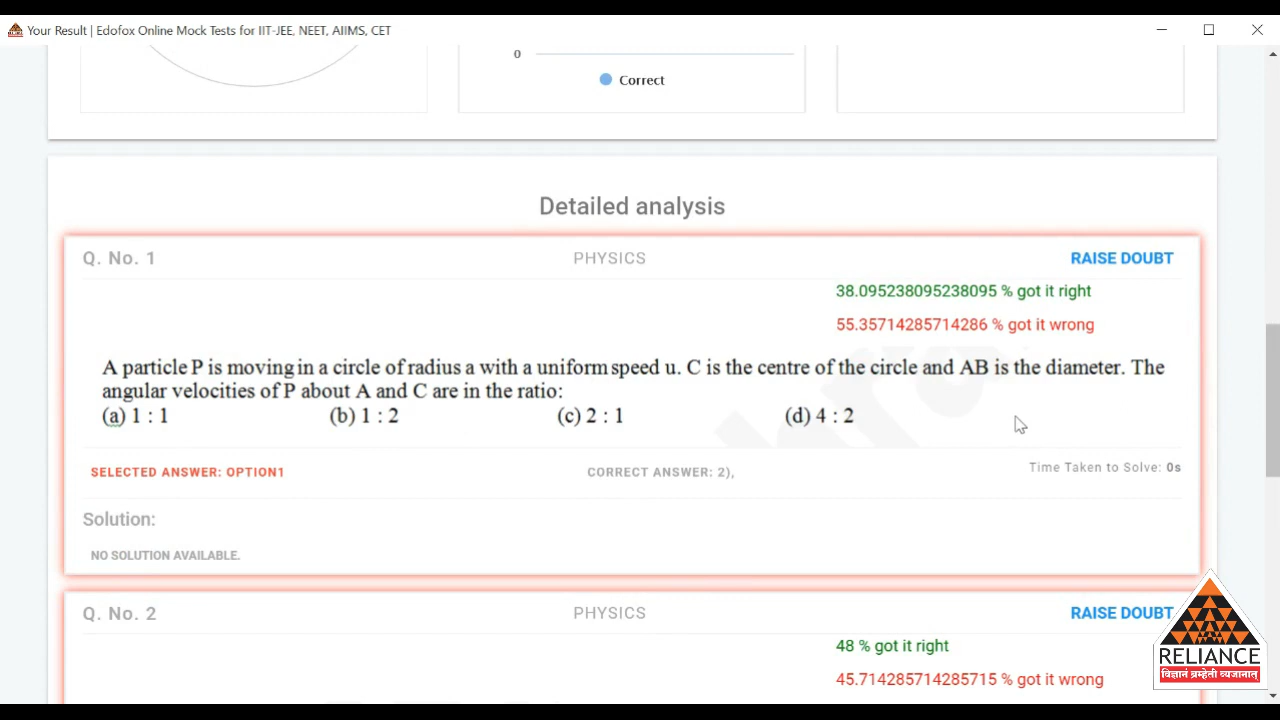 Your Result | Edofox Online Mock Tests for IIT-JEE, NEET, AIIMS, CET
0
Correct
Detailed analysis
Q. No. 1 PHYSICS RAISE DOUBT
38.095238095238095 % got it right
55.35714285714286 % got it wrong
A particle P is moving in a circle of radius a with a uniform speed u. C is the centre of the circle and AB is the diameter. The
angular velocities of P about A and C are in the ratio:
(a) 1 : 1 (b) 1 : 2 (c) 2 : 1 (d) 4 : 2
SELECTED ANSWER: OPTION1 CORRECT ANSWER: 2), Time Taken to Solve: 0s
Solution:
NO SOLUTION AVAILABLE.
Q. No. 2 PHYSICS RAISE DOUBT
48 % got it right
45.714285714285715 % got it wrong
RELIANCE